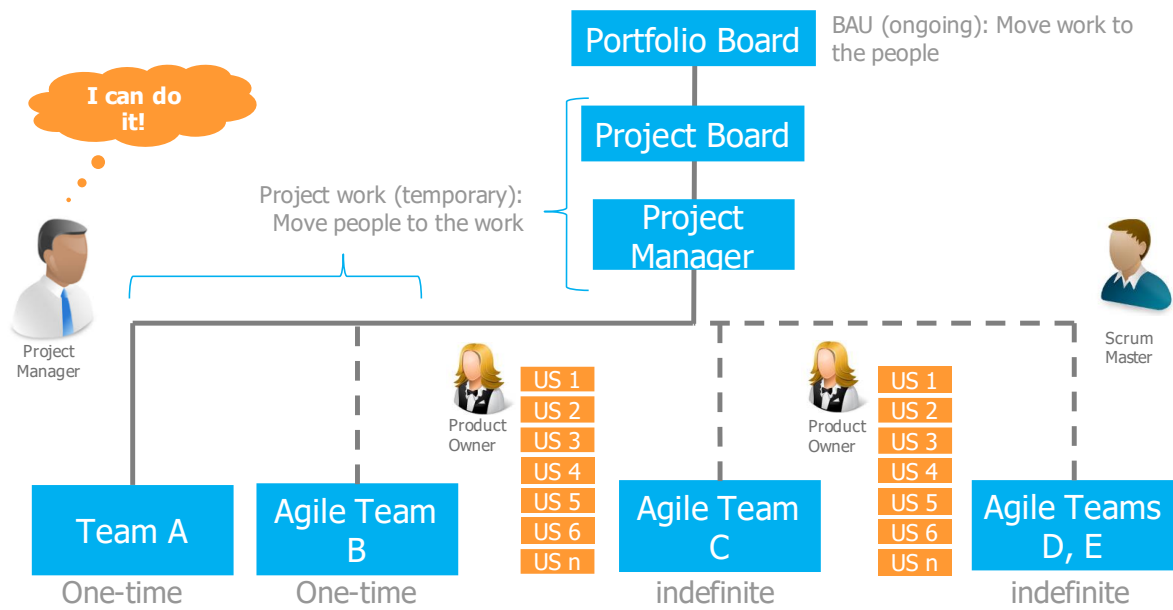 Portfolio Board
BAU (ongoing): Move work to
the people
I can do
it!
Project Board
Project work (temporary):
Move people to the work
Project
Manager
Project
Manager
Scrum
Master
Product
Owner
US 1
US 2
US 3
US 4
US 5
US 6
US n
Product
Owner
US 1
US 2
US 3
US 4
US 5
US 6
US n
Team A
Agile Team
B
Agile Team
C
Agile Teams
D, E
One-time
One-time
indefinite
indefinite